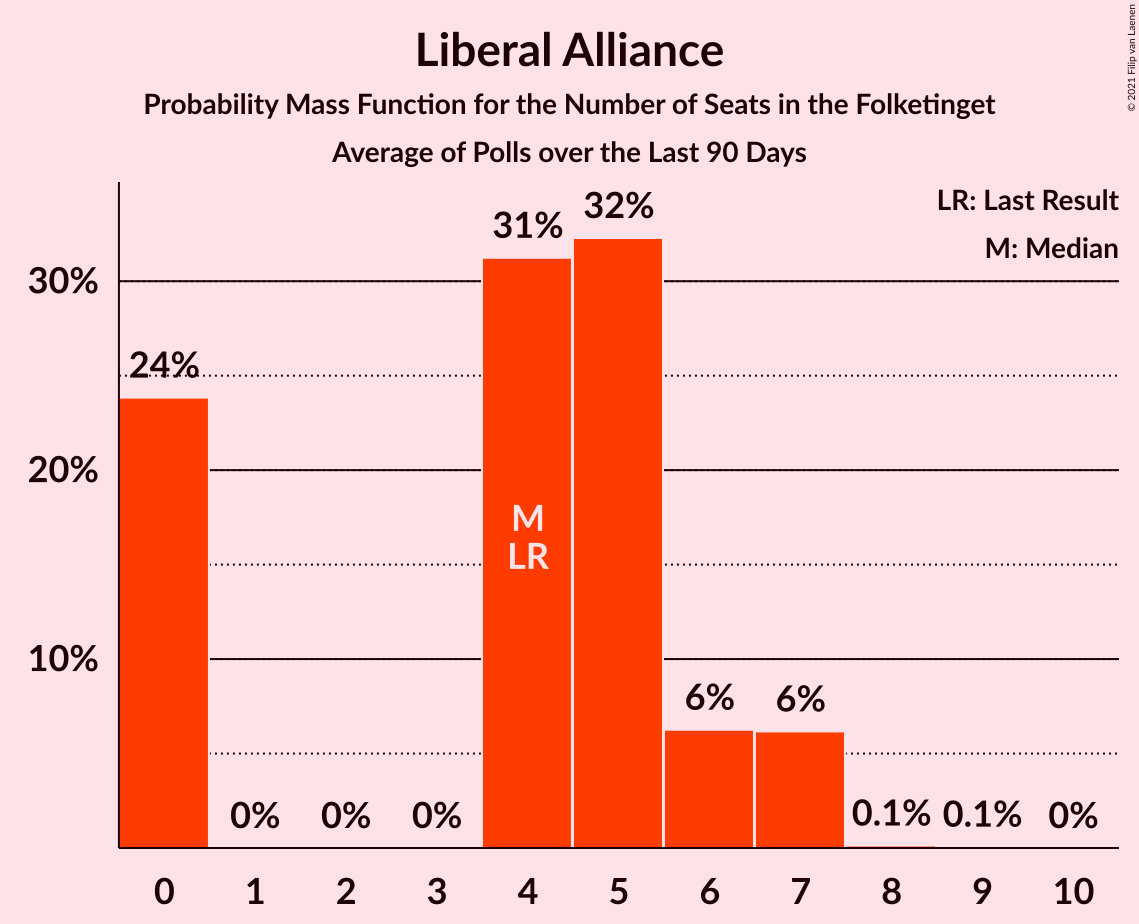 Liberal Alliance
Probability Mass Function for the Number of Seats in the Folketinget
Average of Polls over the Last 90 Days
© 2021 Filip van Laenen
LR: Last Result
M: Median
30%
20%
10%
24%
0%
0%
0%
31%
32%
6%
6%
0.1%
0.1%
0%
M
LR
0 1 2 3 4 5 6 7 8 9 10